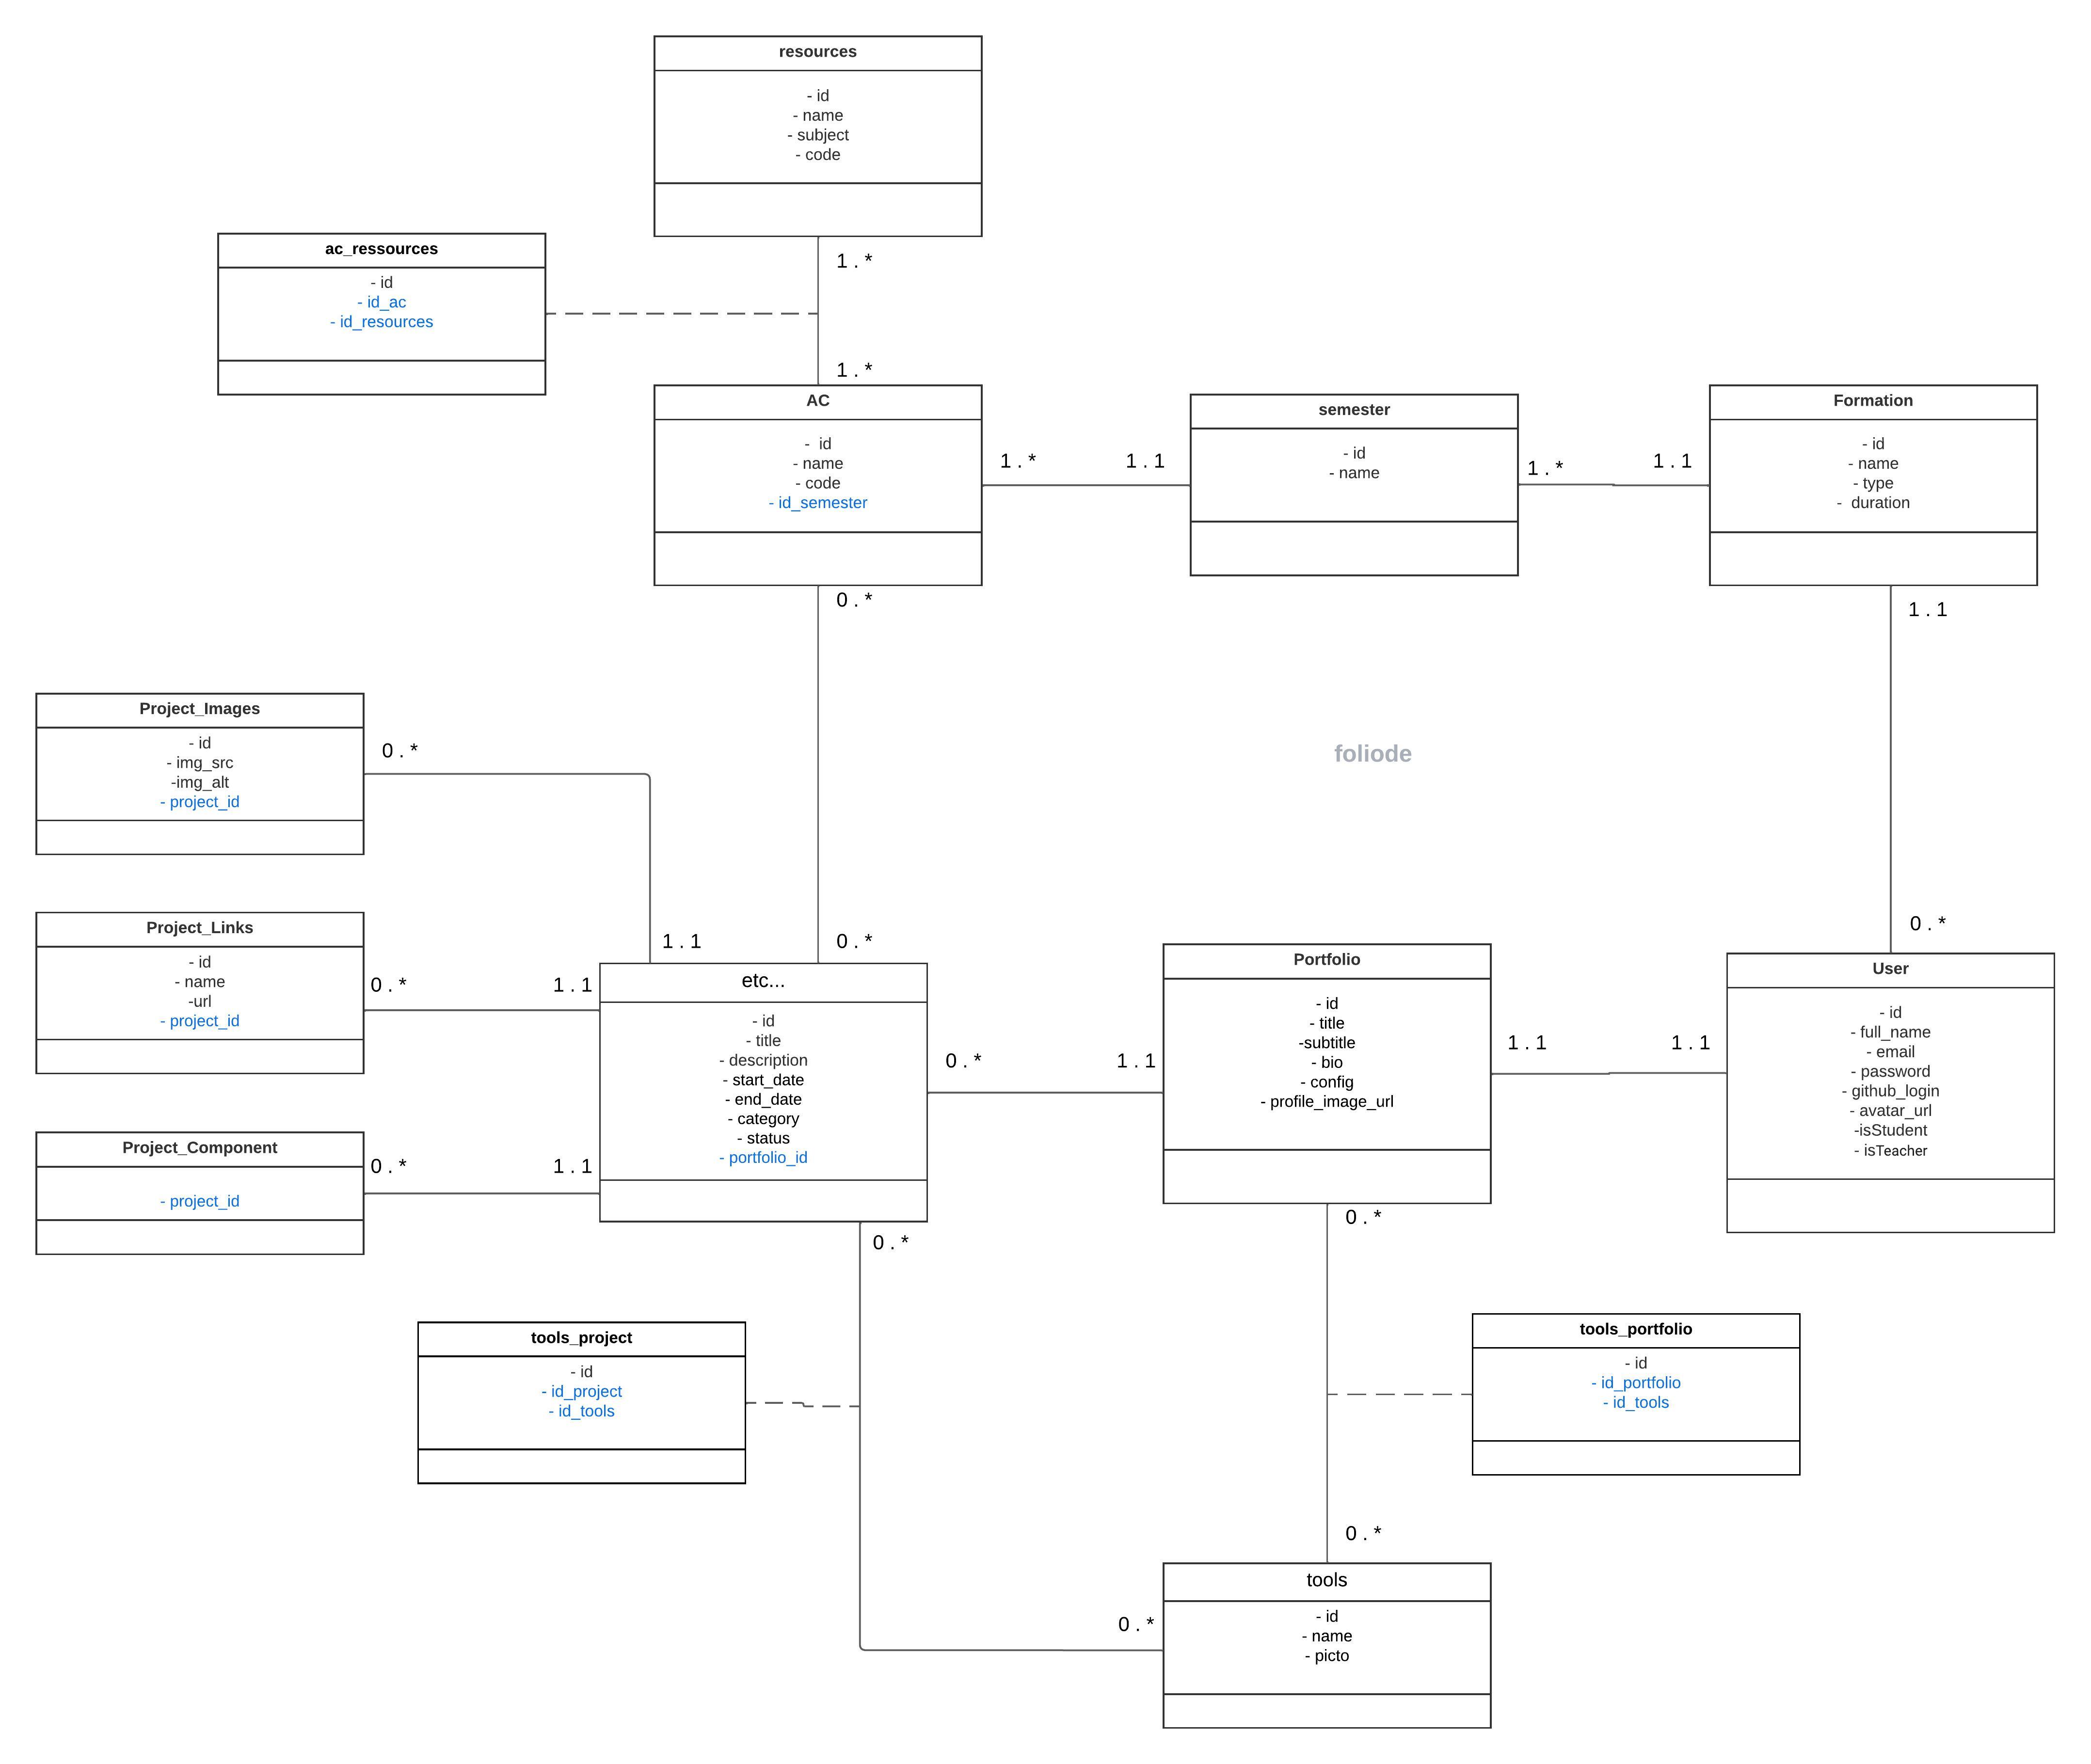 resources
- id
- name
- subject
- code
ac_ressources
- id
- id_ac
- id_resources
1 . *
1 . *
AC
- id
- name
- code
- id_semester
1 . *
1 . 1
semester
- id
- name
1 . *
1 . 1
Formation
- id
- name
- type
- duration
0 . *
1 . 1
Project_Images
- id
- img_src
-img_alt
- project_id
0 . *
foliode
Project_Links
- id
- name
-url
- project_id
0 . *
1 . 1
1 . 1
0 . *
etc...
- id
- title
- description
- start_date
- end_date
- category
- status
- portfolio_id
0 . *
1 . 1
Portfolio
- id
- title
-subtitle
- bio
- config
- profile_image_url
1 . 1
1 . 1
0 . *
User
- id
- full_name
- email
- password
- github_login
- avatar_url
-isStudent
- isTeacher
Project_Component
- project_id
0 . *
1 . 1
0 . *
0 . *
tools_project
- id
- id_project
- id_tools
tools_portfolio
- id
- id_portfolio
- id_tools
0 . *
0 . *
tools
- id
- name
- picto